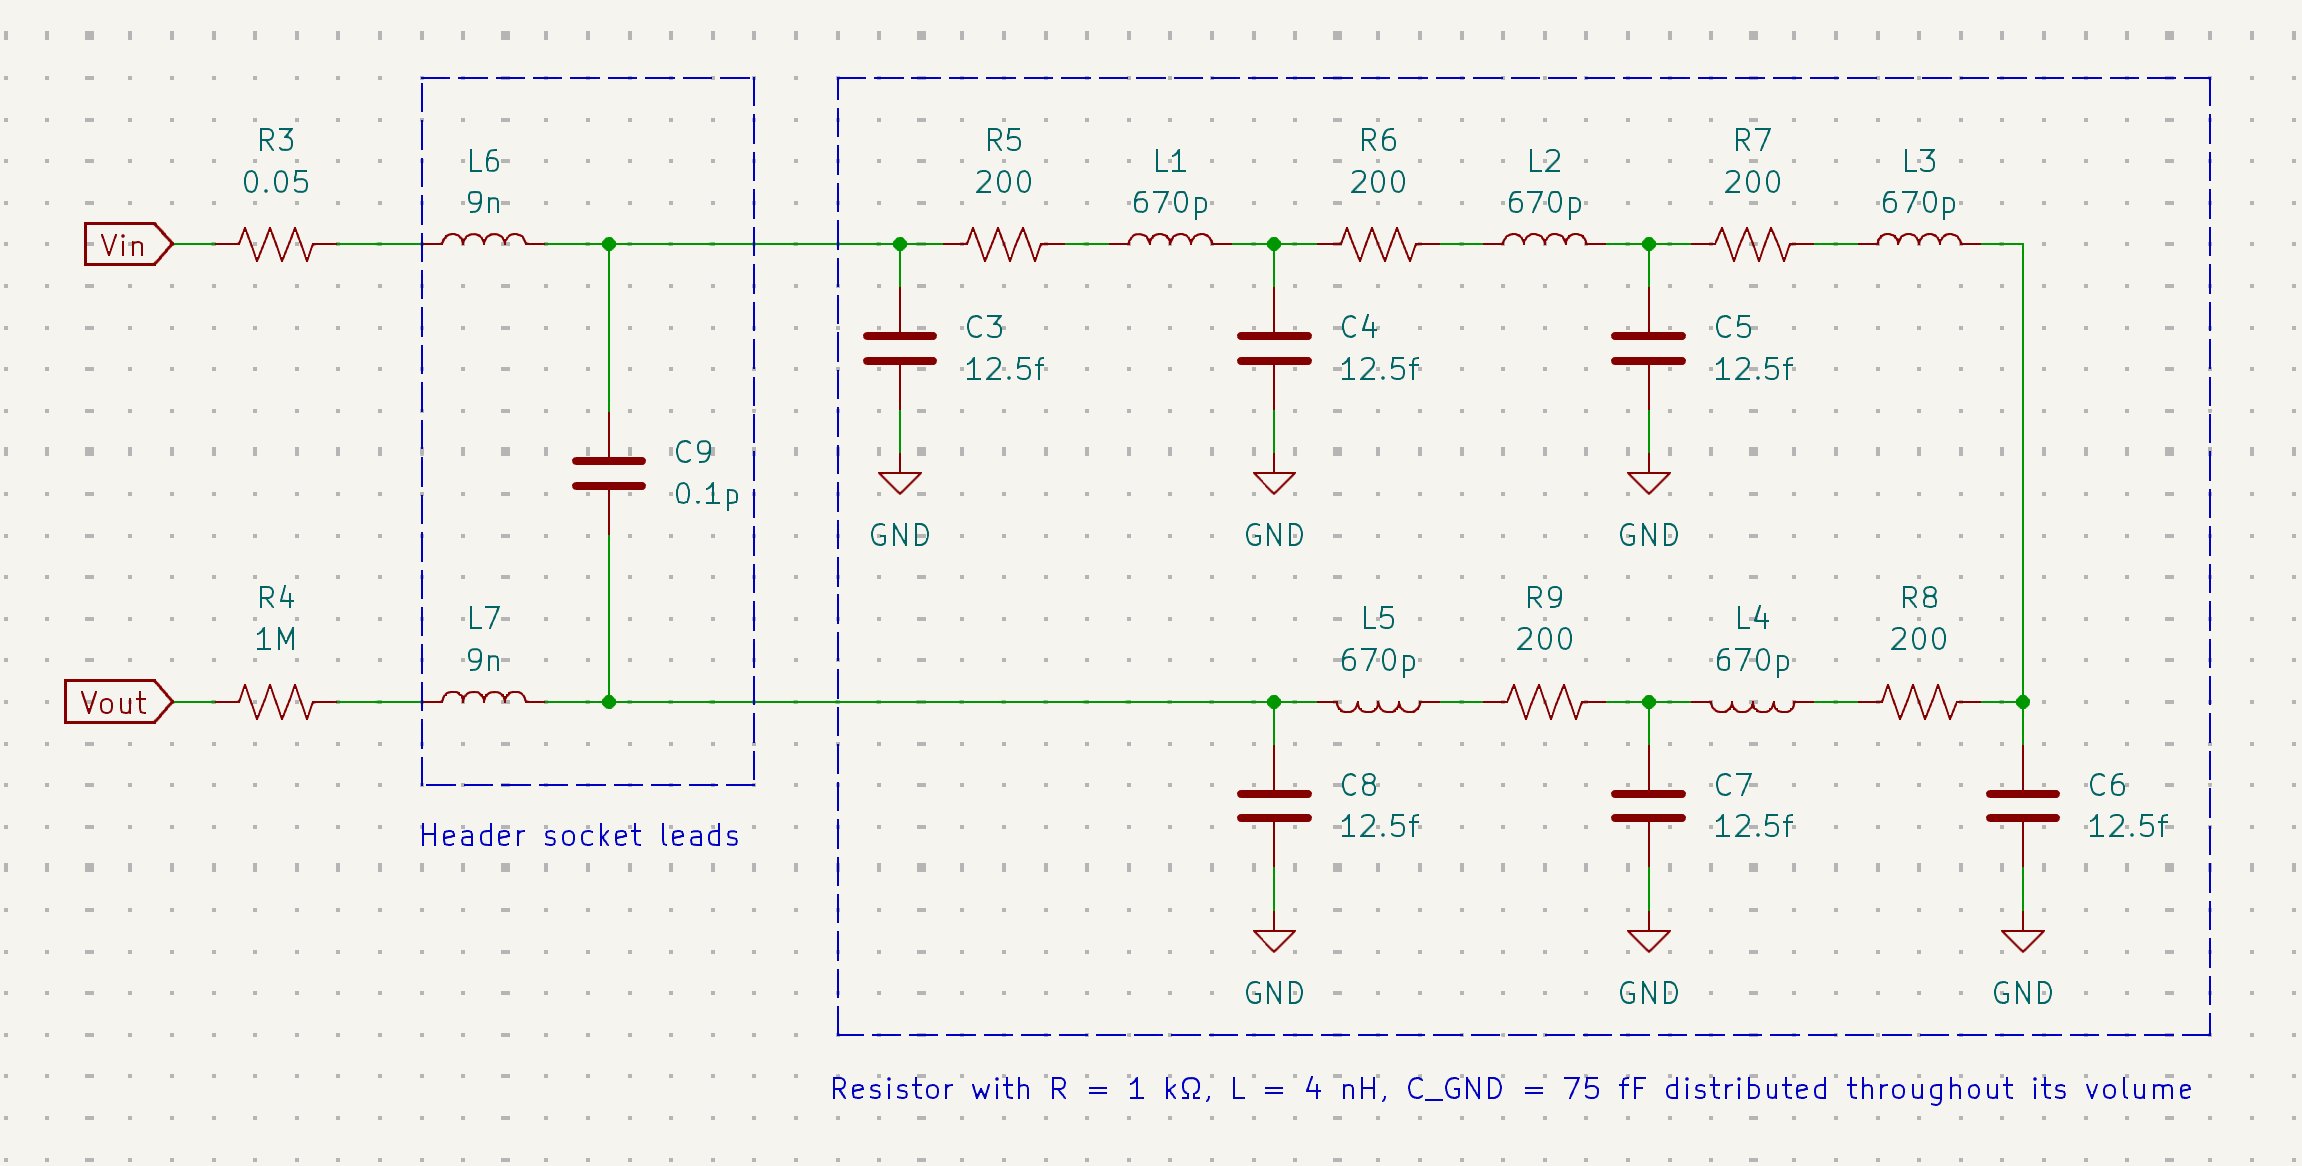 R3
0.05
L6
9n
R5
200
L1
670p
R6
200
L2
670p
R7
200
L3
670p
Vin
C3
12.5f
C4
12.5f
C5
12.5f
C9
0.1p
GND
GND
GND
R4
1M
L7
9n
L5
670p
R9
200
L4
670p
R8
200
Vout
C8
12.5f
C7
12.5f
C6
12.5f
Header socket leads
GND
GND
GND
Resistor with R = 1 kΩ, L = 4 nH, C_GND = 75 fF distributed throughout its volume